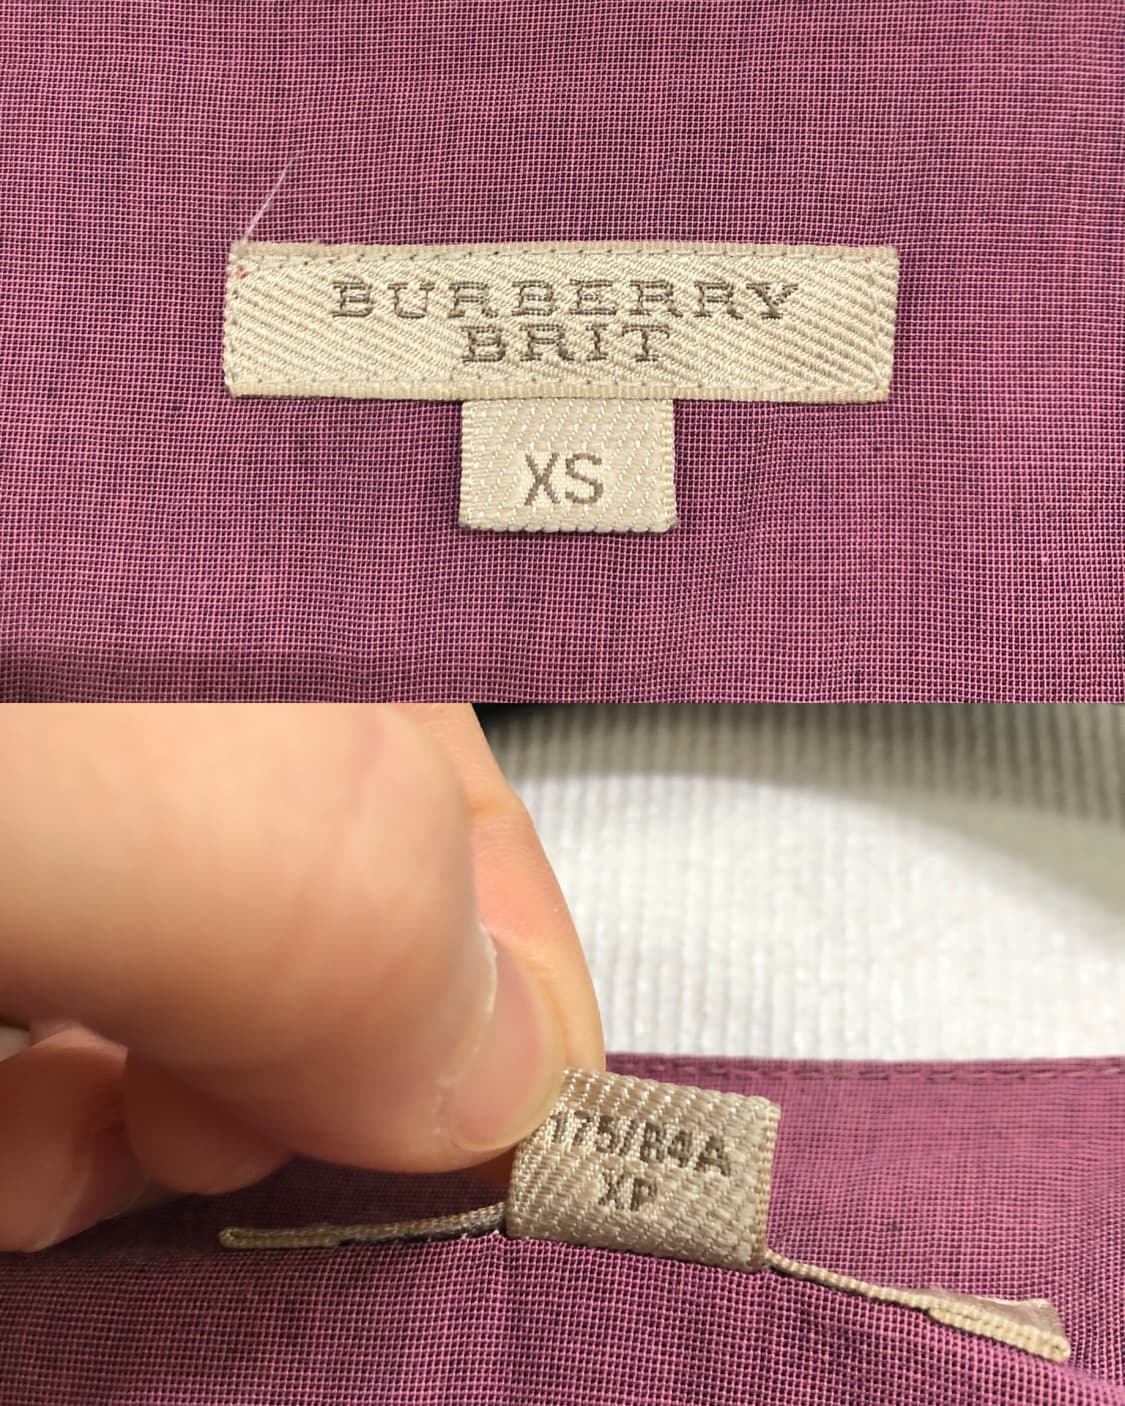 BURBERRY
BRIT
XS
175/84A
XP